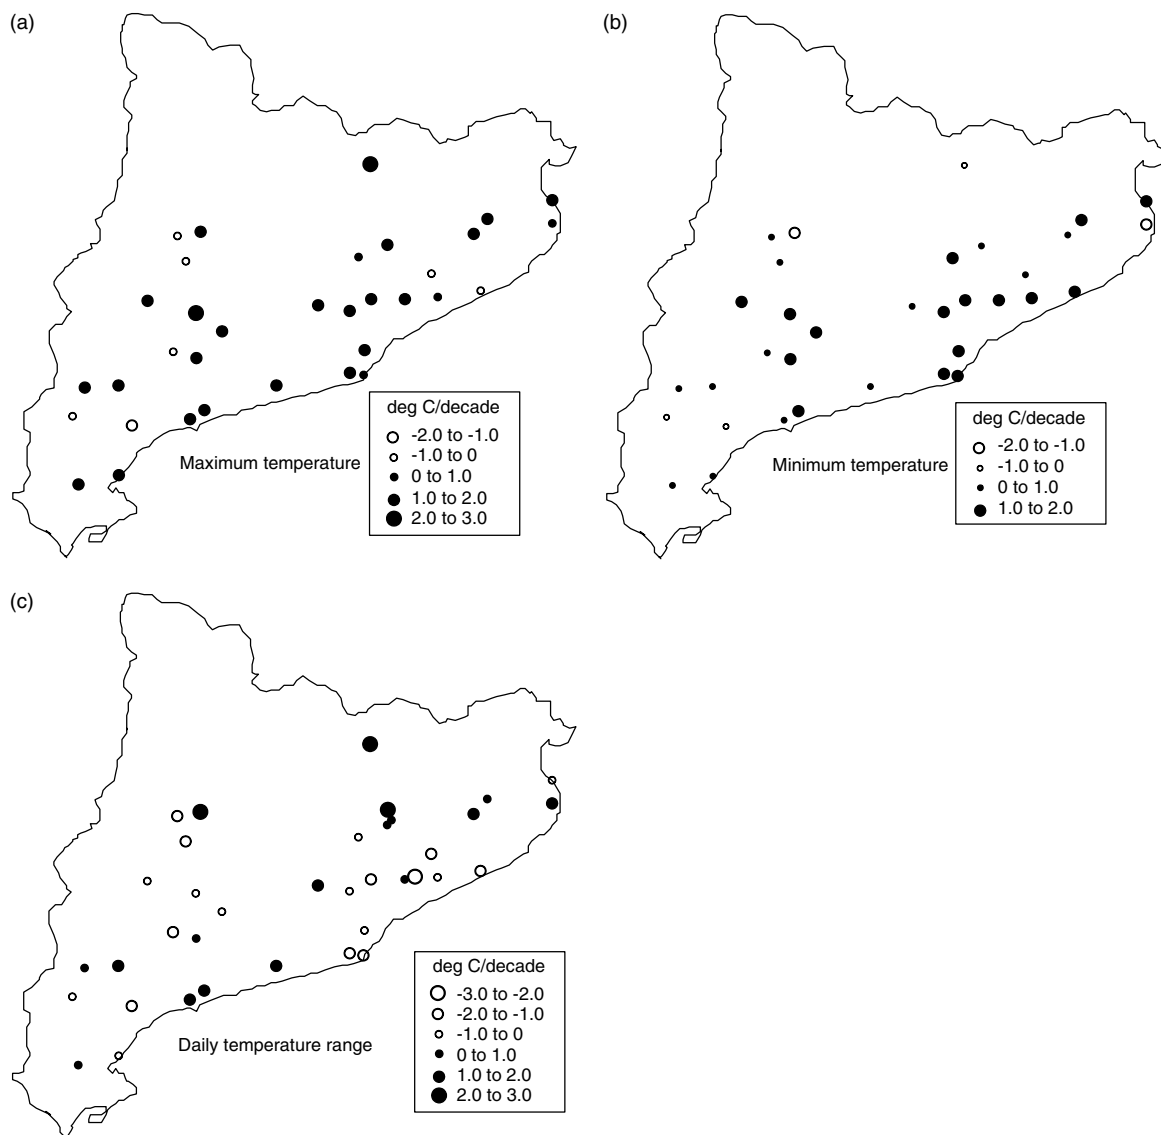 (a)
Maximum temperature
deg C/decade
-2.0 to -1.0
-1.0 to 0
0 to 1.0
1.0 to 2.0
2.0 to 3.0
(b)
Minimum temperature
deg C/decade
-2.0 to -1.0
-1.0 to 0
0 to 1.0
1.0 to 2.0
(c)
Daily temperature range
deg C/decade
-3.0 to -2.0
-2.0 to -1.0
-1.0 to 0
0 to 1.0
1.0 to 2.0
2.0 to 3.0